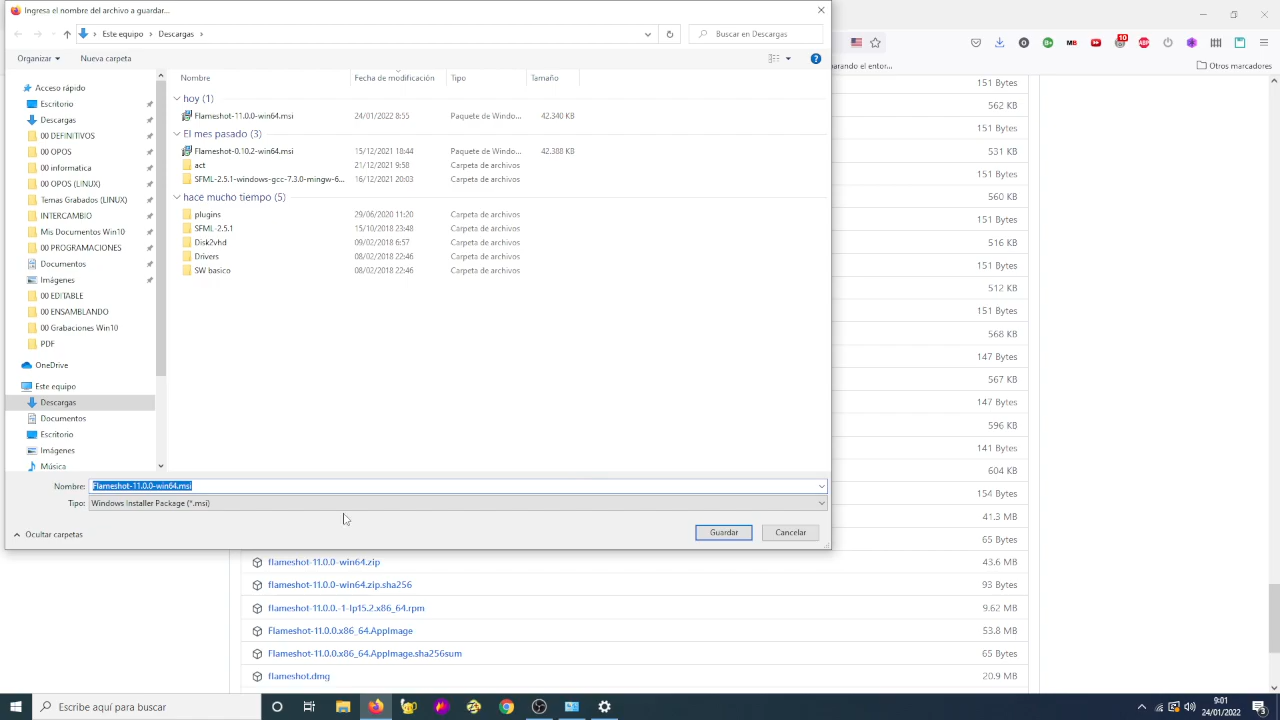 Ingresa el nombre del archivo a guardar...
Este equipo
Descargas
Buscar en Descargas
Organizar
Nueva carpeta
Nombre
Fecha de modificación
Tipo
Tamaño
Acceso rápido
Escritorio
Descargas
00 DEFINITIVOS
00 OPOS
00 informatica
00 OPOS (LINUX)
Temas Grabados (LINUX)
INTERCAMBIO
Mis Documentos Win10
00 PROGRAMACIONES
Documentos
Imágenes
00 EDITABLE
00 ENSAMBLANDO
00 Grabaciones Win10
PDF
OneDrive
Este equipo
Descargas
Documentos
Escritorio
Imágenes
Música
hoy (1)
Flameshot-11.0.0-win64.msi 24/01/2022 8:55 Paquete de Windo... 42.340 KB
El mes pasado (3)
Flameshot-0.10.2-win64.msi 15/12/2021 18:44 Paquete de Windo... 42.388 KB
act 21/12/2021 9:58 Carpeta de archivos
SFML-2.5.1-windows-gcc-7.3.0-mingw-6... 16/12/2021 20:03 Carpeta de archivos
hace mucho tiempo (5)
plugins 29/06/2020 11:20 Carpeta de archivos
SFML-2.5.1 15/10/2018 23:48 Carpeta de archivos
Disk2vhd 09/02/2018 6:57 Carpeta de archivos
Drivers 08/02/2018 22:46 Carpeta de archivos
SW basico 08/02/2018 22:46 Carpeta de archivos
Nombre: Flameshot-11.0.0-win64.msi
Tipo: Windows Installer Package (*.msi)
Ocultar carpetas
Guardar
Cancelar
10
ABP
MB
arando el entor...
Otros marcadores
151 Bytes
562 KB
151 Bytes
531 KB
151 Bytes
560 KB
151 Bytes
516 KB
151 Bytes
512 KB
151 Bytes
568 KB
147 Bytes
567 KB
147 Bytes
596 KB
141 Bytes
604 KB
154 Bytes
41.3 MB
65 Bytes
flameshot-11.0.0-win64.zip 43.6 MB
flameshot-11.0.0-win64.zip.sha256 93 Bytes
flameshot-11.0.0.-1-lp15.2.x86_64.rpm 9.62 MB
Flameshot-11.0.0.x86_64.AppImage 53.8 MB
Flameshot-11.0.0.x86_64.AppImage.sha256sum 65 Bytes
flameshot.dmg 20.9 MB
Escribe aquí para buscar
9:01
24/01/2022
3